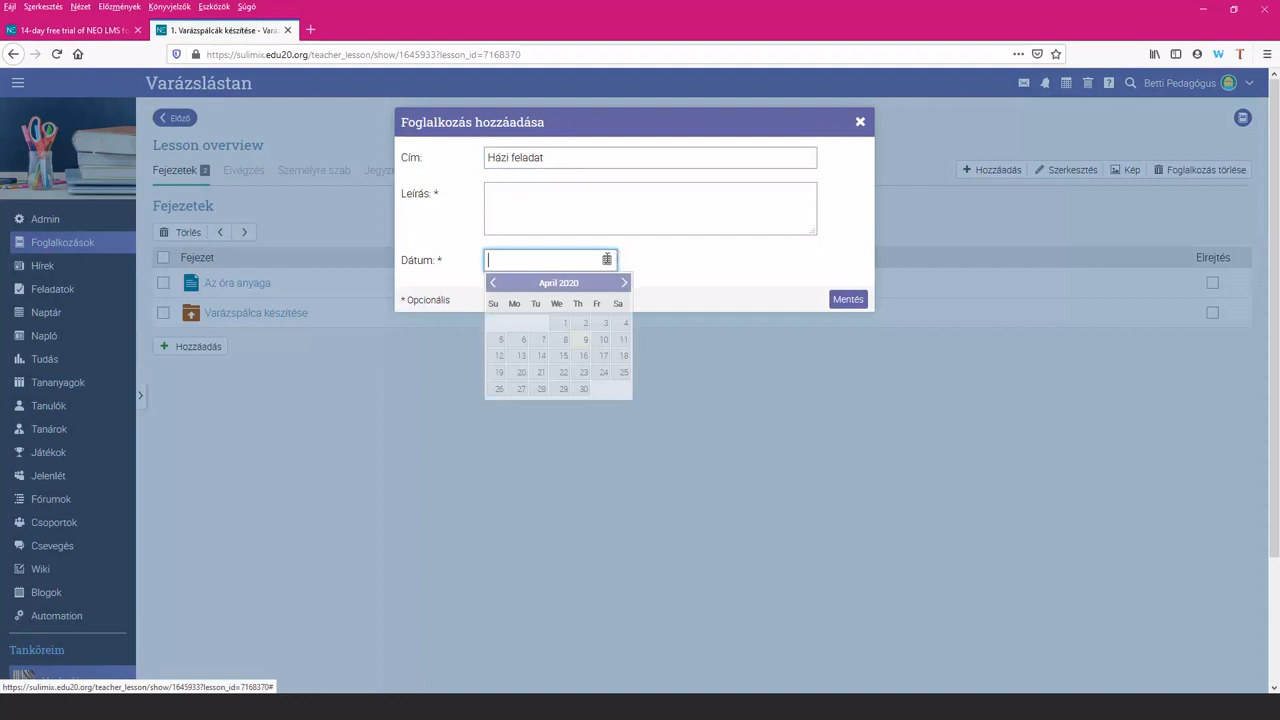 Fájl Szerkesztés Nézet Előzmények Könyvjelzők Eszközök Súgó
14-day free trial of NEO LMS fo
1. Varázspálcák készítése - Vará
https://sulimix.edu20.org/teacher_lesson/show/1645933?lesson_id=7168370
Varázslástan
Betti Pedagógus
Előző
Lesson overview
Fejezetek 2 Elvégzés Személyre szab Jegyze
Hozzáadás Szerkesztés Kép Foglalkozás törlése
Fejezetek
Törlés
Fejezet Elrejtés
Az óra anyaga
Varázspálca készítése
Hozzáadás
Admin
Foglalkozások
Hírek
Feladatok
Naptár
Napló
Tudás
Tananyagok
Tanulók
Tanárok
Játékok
Jelenlét
Fórumok
Csoportok
Csevegés
Wiki
Blogok
Automation
Tanköreim
Foglalkozás hozzáadása
Cím: Házi feladat
Leírás: *
Dátum: *
* Opcionális
Mentés
April 2020
Su Mo Tu We Th Fr Sa
1 2 3 4
5 6 7 8 9 10 11
12 13 14 15 16 17 18
19 20 21 22 23 24 25
26 27 28 29 30
https://sulimix.edu20.org/teacher_lesson/show/1645933?lesson_id=7168370#